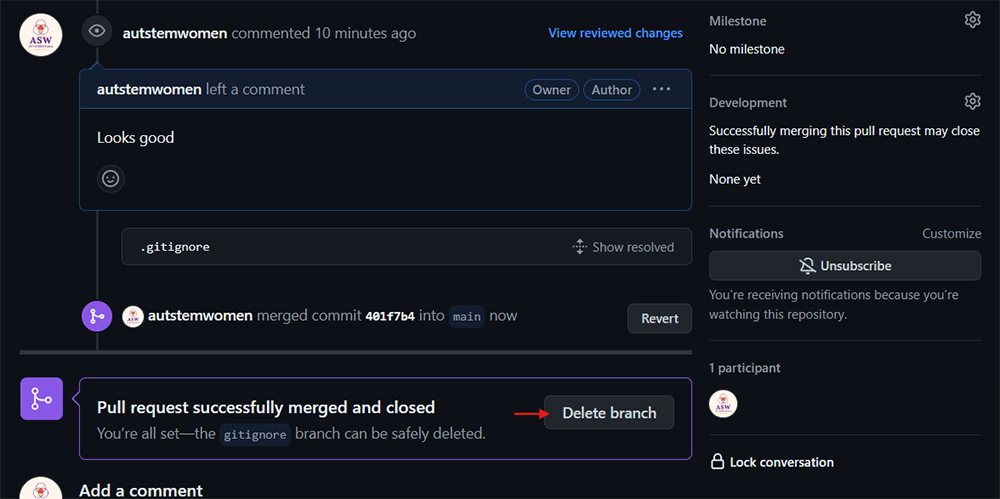 autstemwomen commented 10 minutes ago
View reviewed changes
ASW
autstemwomen left a comment
Owner
Author
Looks good
.gitignore
Show resolved
autstemwomen merged commit 401f7b4 into main now
Revert
Pull request successfully merged and closed
Delete branch
You're all set—the gitignore branch can be safely deleted.
Add a comment
Milestone
No milestone
Development
Successfully merging this pull request may close
these issues.
None yet
Notifications
Customize
Unsubscribe
You're receiving notifications because you're
watching this repository.
1 participant
ASW
Lock conversation